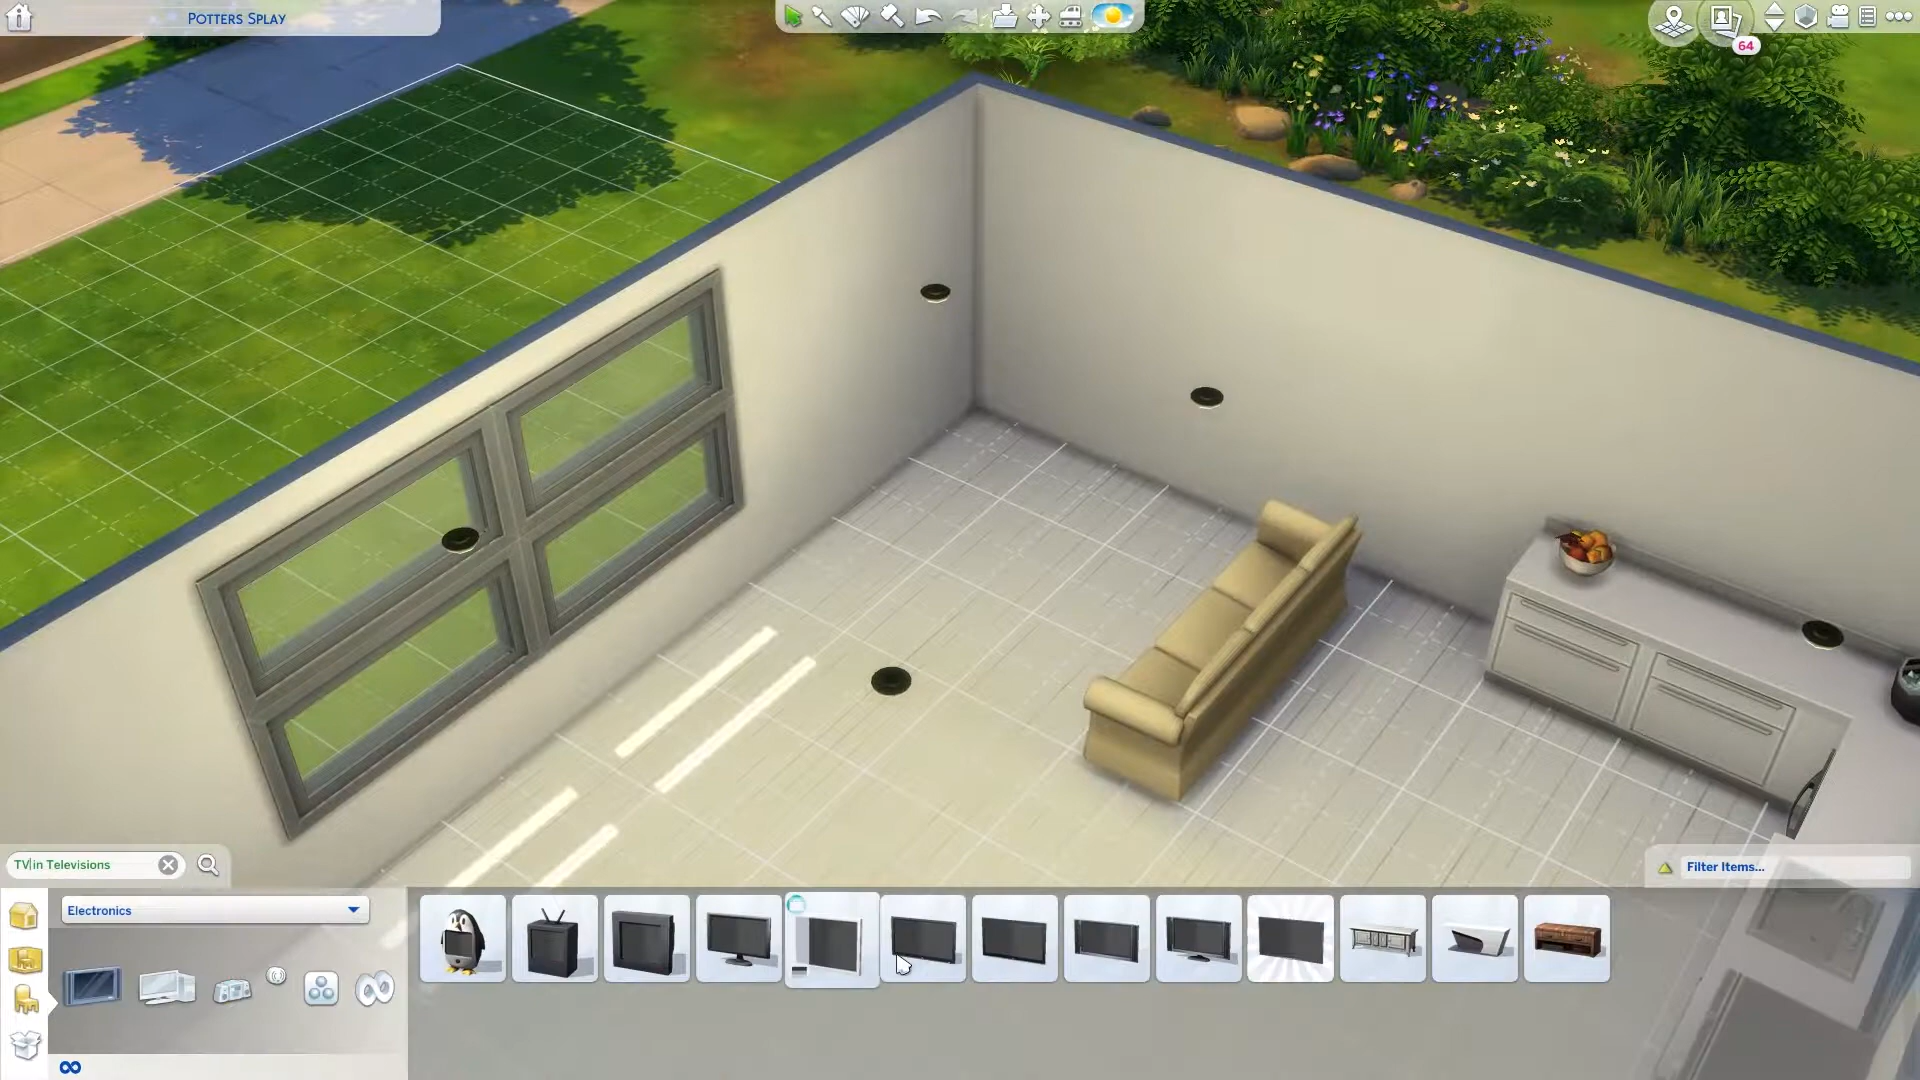 Potters Splay
64
TV in Televisions
Filter Items...
Electronics